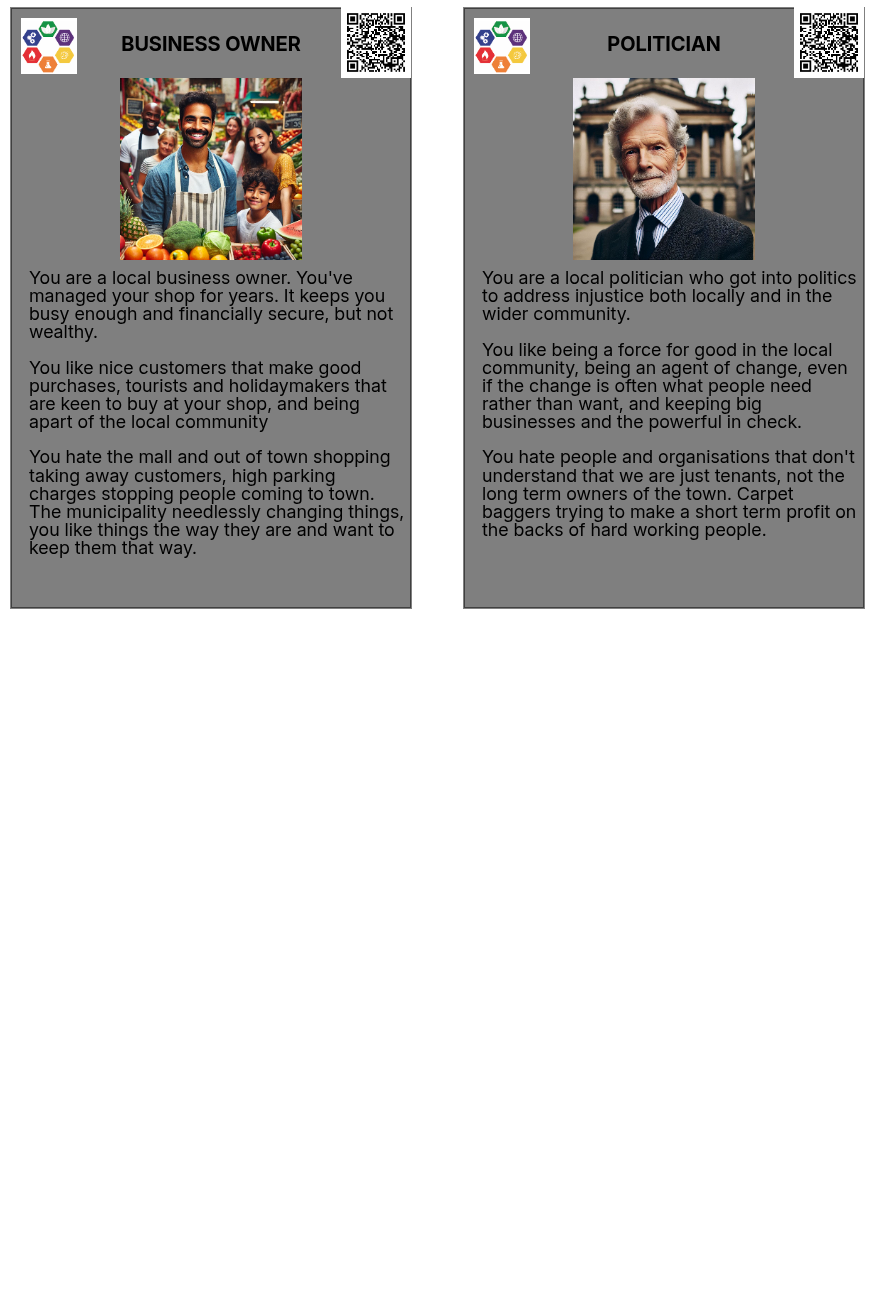 BUSINESS OWNER
You are a local business owner. You've
managed your shop for years. It keeps you
busy enough and financially secure, but not
wealthy.
You like nice customers that make good
purchases, tourists and holidaymakers that
are keen to buy at your shop, and being
apart of the local community
You hate the mall and out of town shopping
taking away customers, high parking
charges stopping people coming to town.
The municipality needlessly changing things,
you like things the way they are and want to
keep them that way.
POLITICIAN
You are a local politician who got into politics
to address injustice both locally and in the
wider community.
You like being a force for good in the local
community, being an agent of change, even
if the change is often what people need
rather than want, and keeping big
businesses and the powerful in check.
You hate people and organisations that don't
understand that we are just tenants, not the
long term owners of the town. Carpet
baggers trying to make a short term profit on
the backs of hard working people.